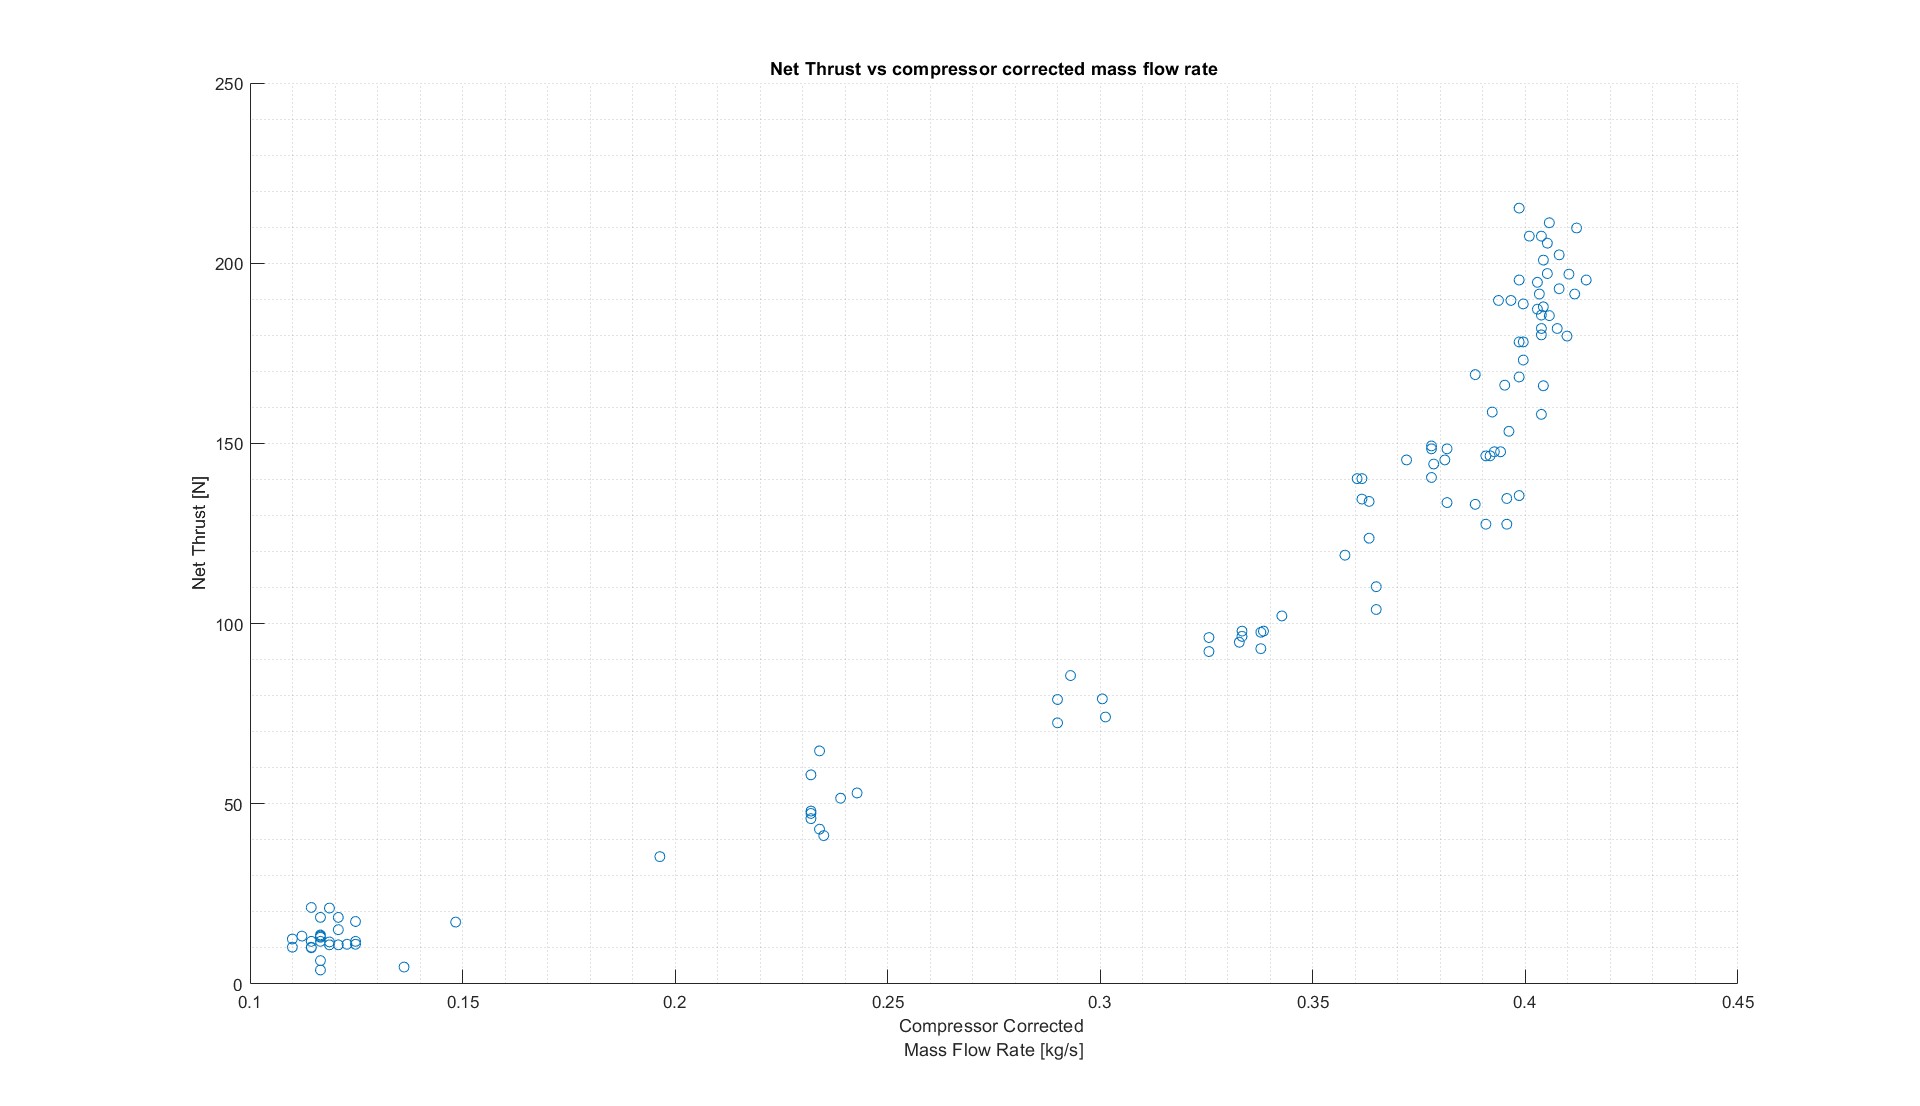 Net Thrust vs compressor corrected mass flow rate
250
200
150
100
50
0
Net Thrust [N]
0.1 0.15 0.2 0.25 0.3 0.35 0.4 0.45
Compressor Corrected
Mass Flow Rate [kg/s]